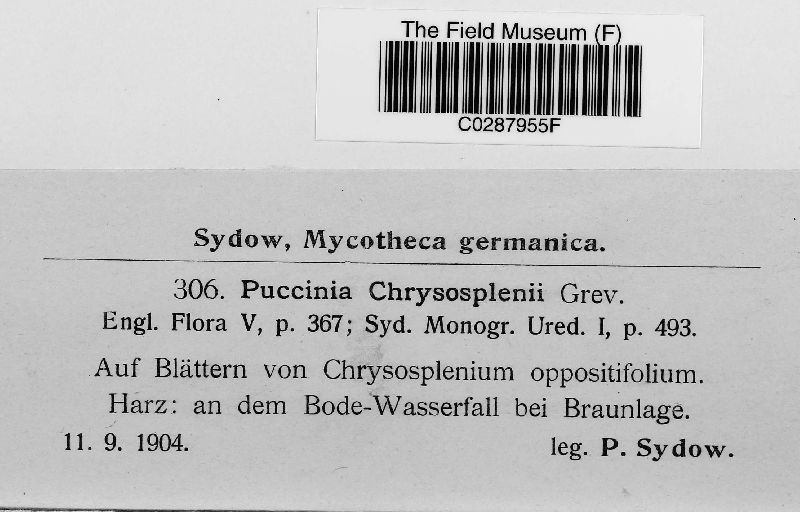 The Field Museum (F)
C0287955F
Sydow, Mycotheca germanica.
306. Puccinia Chrysosplenii Grev.
Engl. Flora V, p. 367; Syd. Monogr. Ured. I, p. 493.
Auf Blättern von Chrysosplenium oppositifolium.
Harz: an dem Bode-Wasserfall bei Braunlage.
11. 9. 1904. leg. P. Sydow.